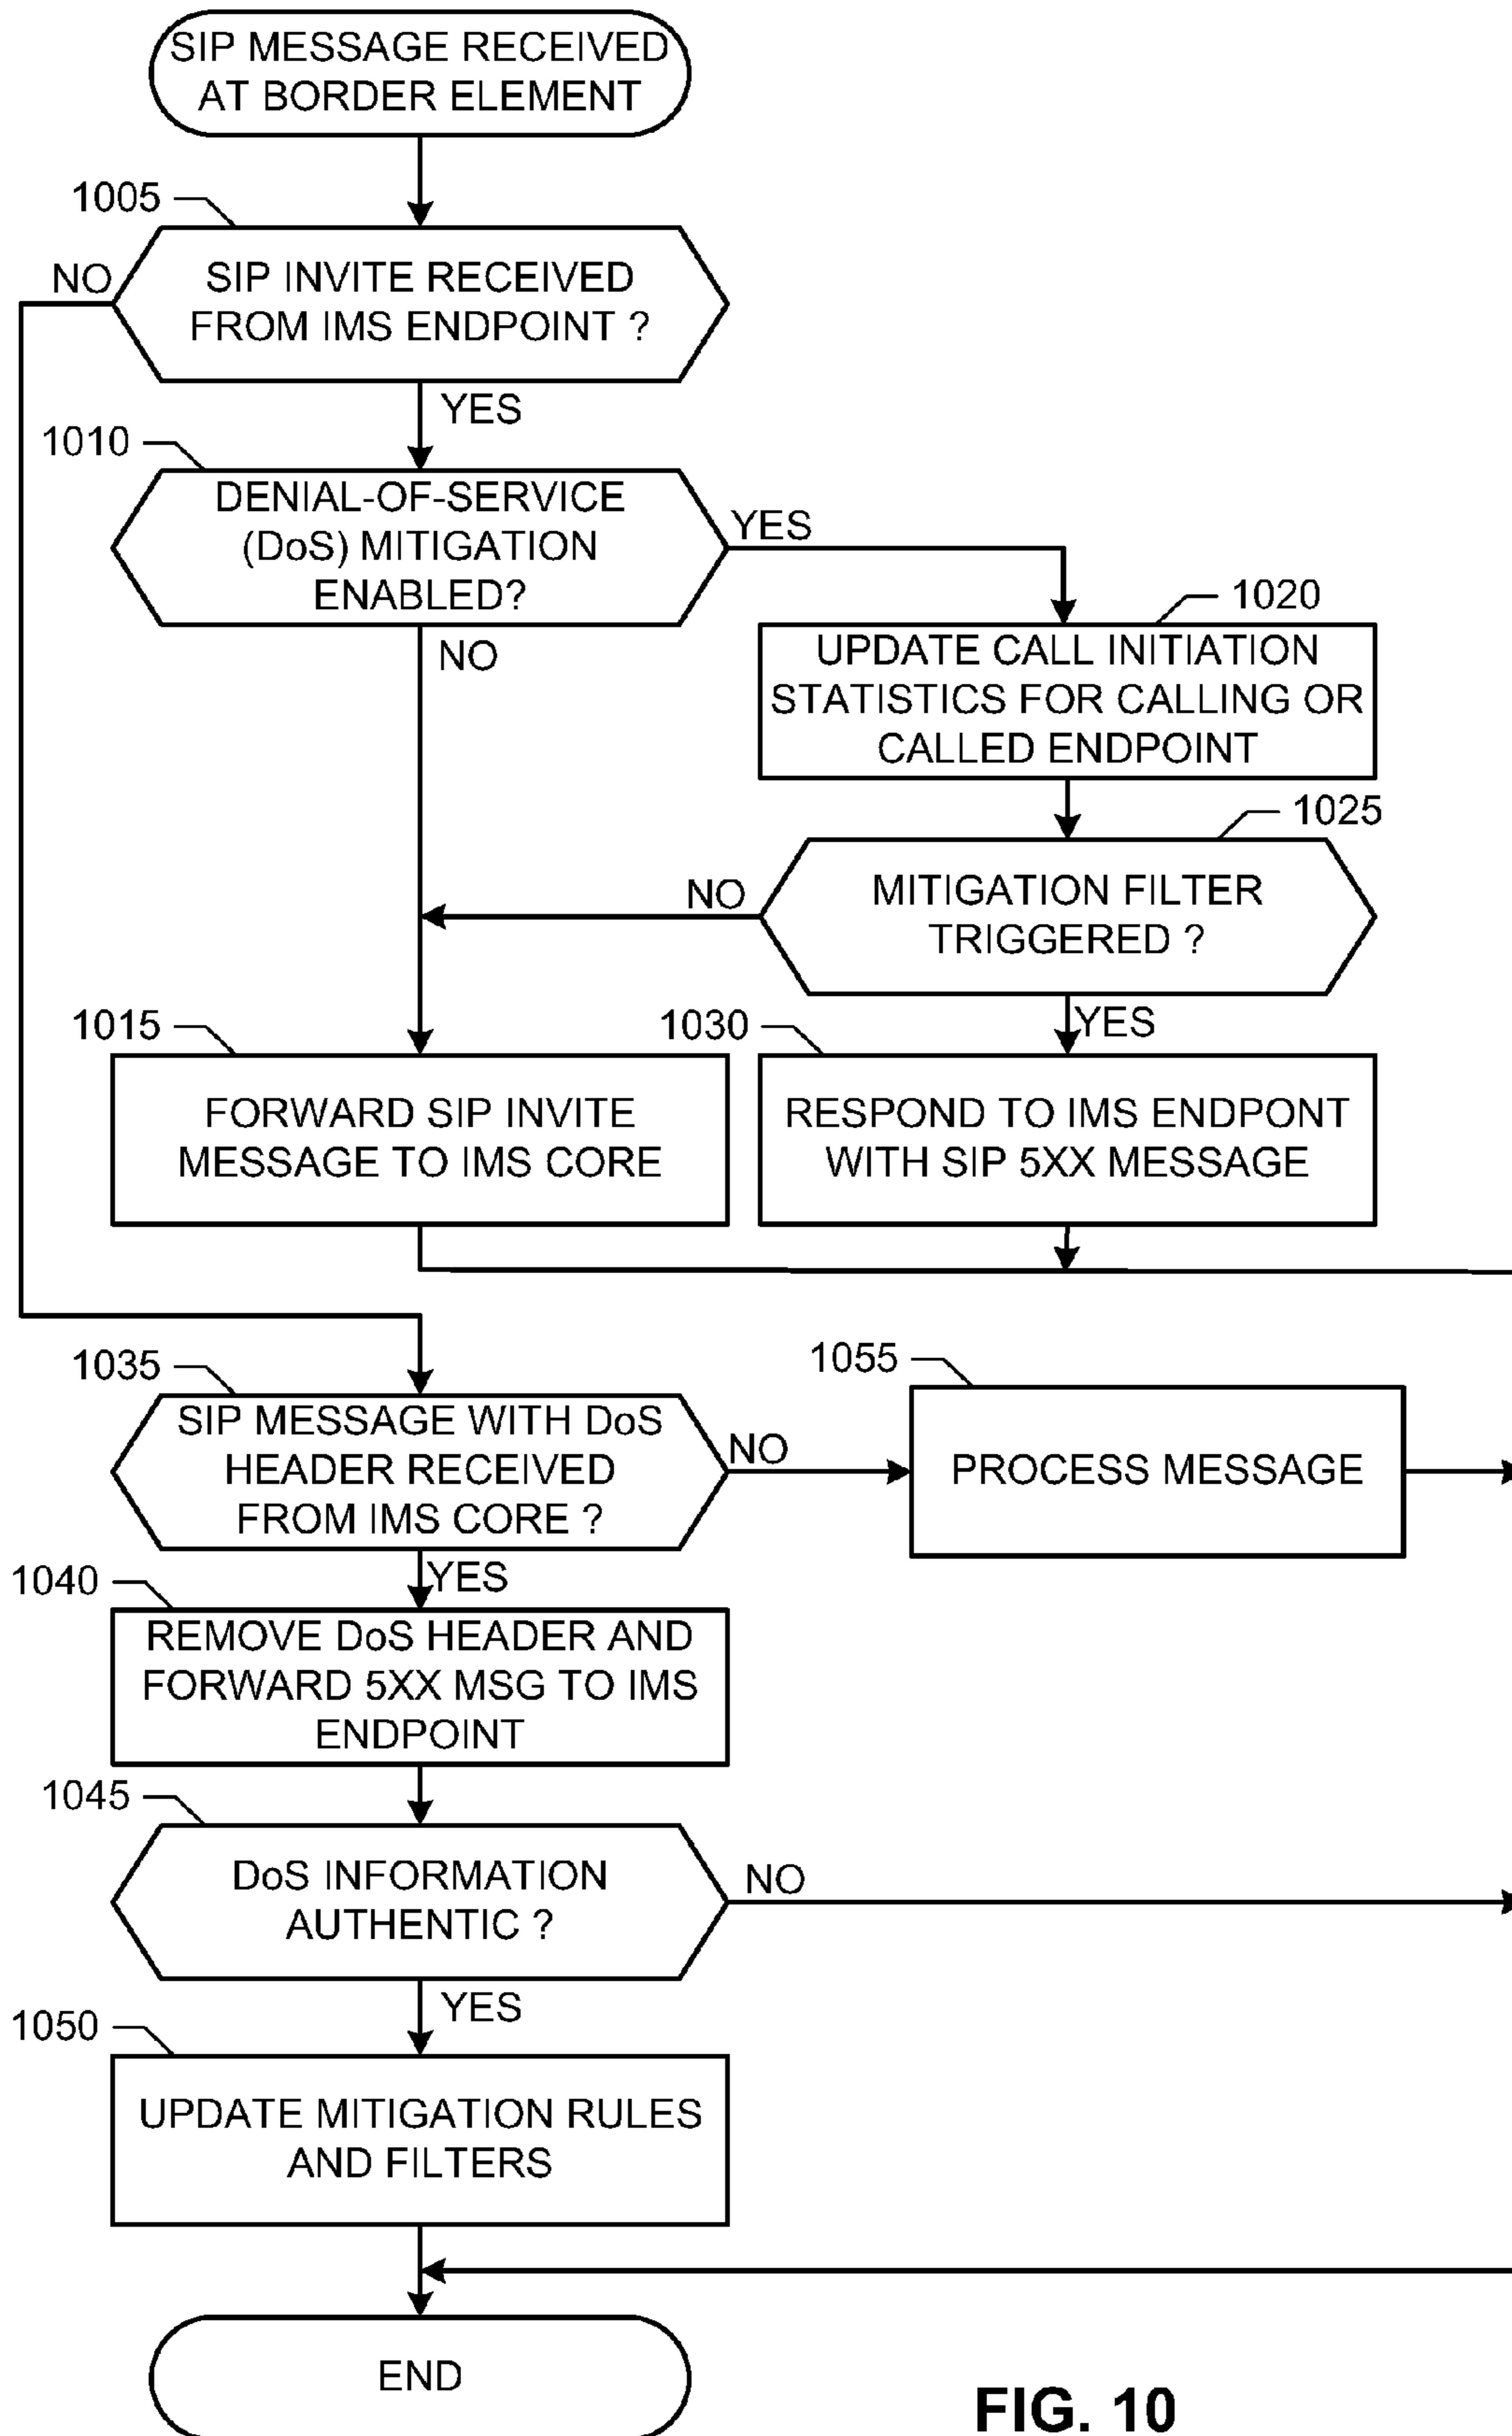 SIP MESSAGE RECEIVED
AT BORDER ELEMENT
1005
NO
SIP INVITE RECEIVED
FROM IMS ENDPOINT ?
YES
1010
DENIAL-OF-SERVICE
(DoS) MITIGATION
ENABLED?
YES
NO
1020
UPDATE CALL INITIATION
STATISTICS FOR CALLING OR
CALLED ENDPOINT
1025
NO
MITIGATION FILTER
TRIGGERED ?
YES
1015
FORWARD SIP INVITE
MESSAGE TO IMS CORE
1030
RESPOND TO IMS ENDPONT
WITH SIP 5XX MESSAGE
1035
SIP MESSAGE WITH DoS
HEADER RECEIVED
FROM IMS CORE ?
NO
1055
PROCESS MESSAGE
YES
1040
REMOVE DoS HEADER AND
FORWARD 5XX MSG TO IMS
ENDPOINT
1045
DoS INFORMATION
AUTHENTIC ?
NO
YES
1050
UPDATE MITIGATION RULES
AND FILTERS
END
FIG. 10